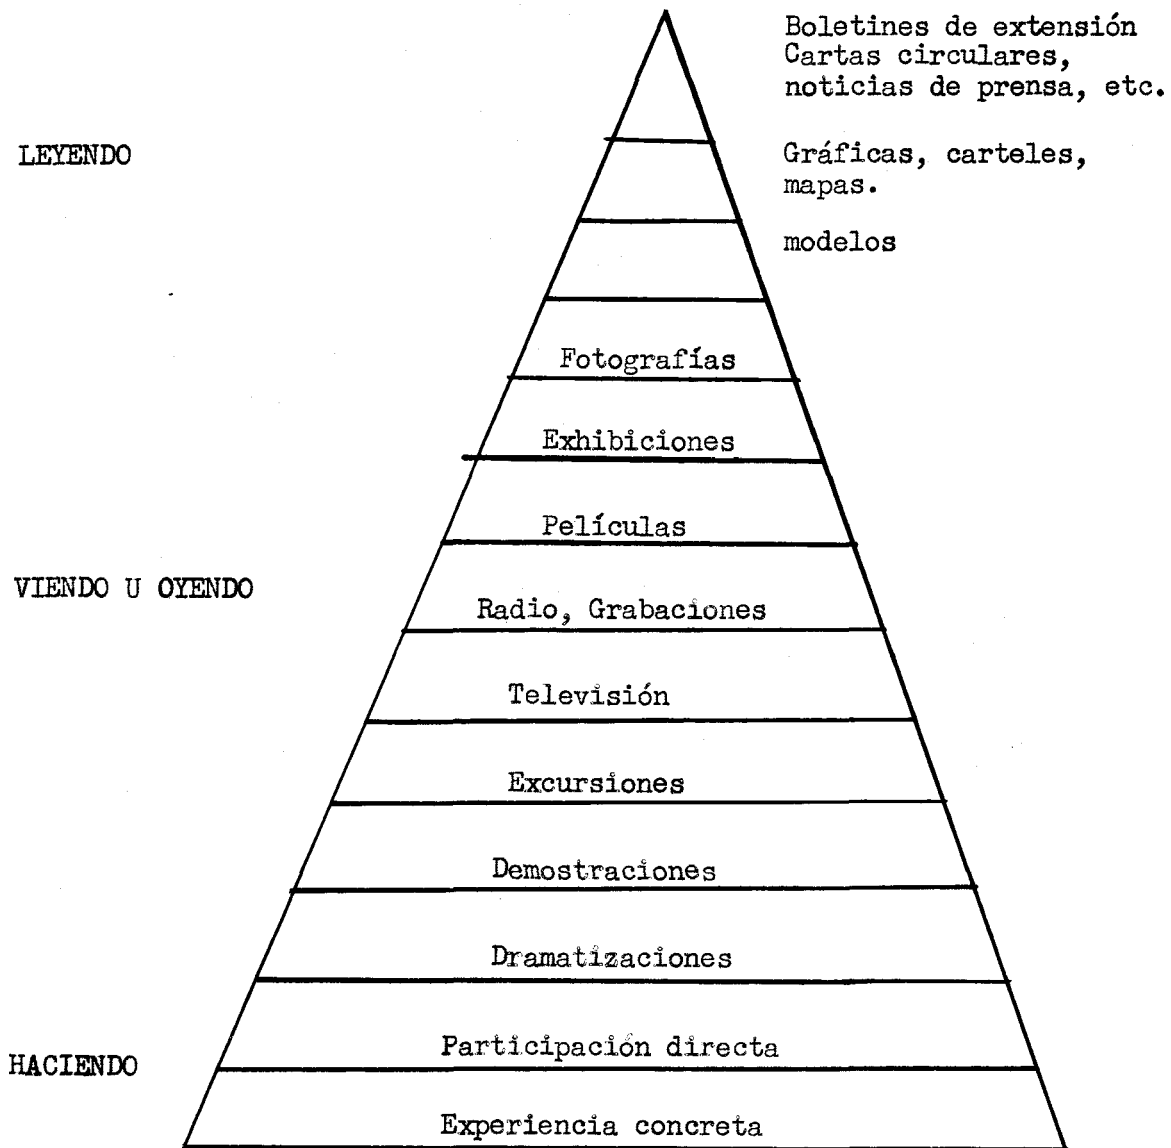 Boletines de extensión
Cartas circulares,
noticias de prensa, etc.
LEYENDO
Gráficas, carteles,
mapas.
modelos
Fotografías
Exhibiciones
Películas
VIENDO U OYENDO
Radio, Grabaciones
Televisión
Excursiones
Demostraciones
Dramatizaciones
Participación directa
HACIENDO
Experiencia concreta